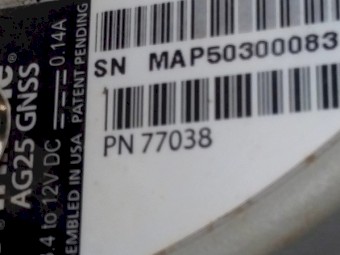 SN MAP50300083
PN 77038
AG25 GNSS
.4 to 12V DC 0.14A
EMBLED IN USA. PATENT PENDING